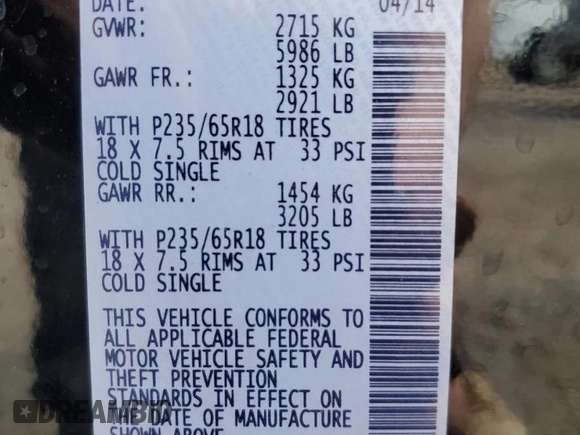 DATE: 04/14
GVWR: 2715 KG
5986 LB
GAWR FR.: 1325 KG
2921 LB
WITH P235/65R18 TIRES
18 X 7.5 RIMS AT 33 PSI
COLD SINGLE
GAWR RR.: 1454 KG
3205 LB
WITH P235/65R18 TIRES
18 X 7.5 RIMS AT 33 PSI
COLD SINGLE
THIS VEHICLE CONFORMS TO
ALL APPLICABLE FEDERAL
MOTOR VEHICLE SAFETY AND
THEFT PREVENTION
STANDARDS IN EFFECT ON
THE DATE OF MANUFACTURE
SHOWN ABOVE
DREAMBID